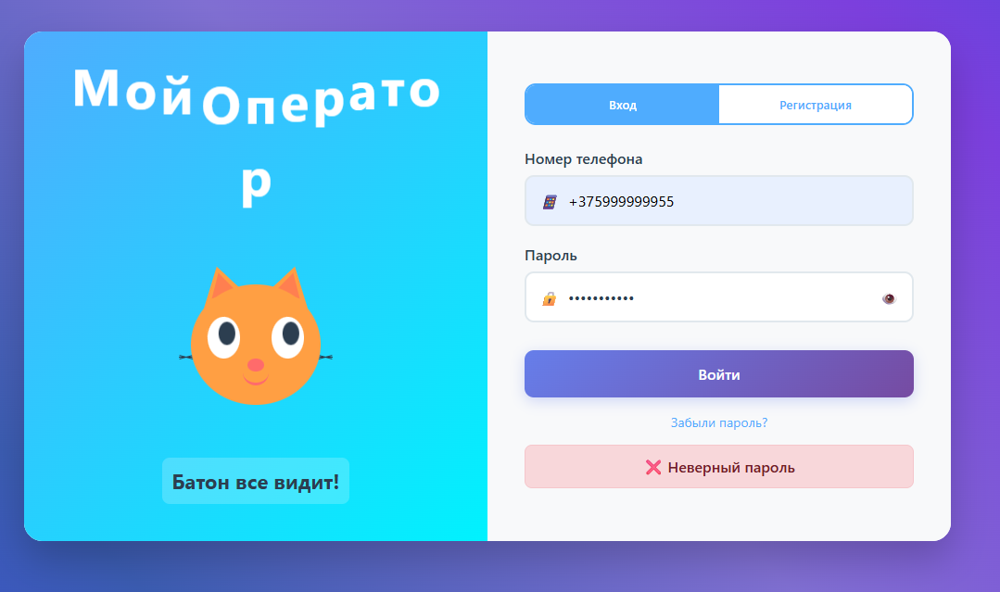 МойОперато
р
Батон все видит!
Вход
Регистрация
Номер телефона
+375999999955
Пароль
•••••••••••
Войти
Забыли пароль?
❌ Неверный пароль